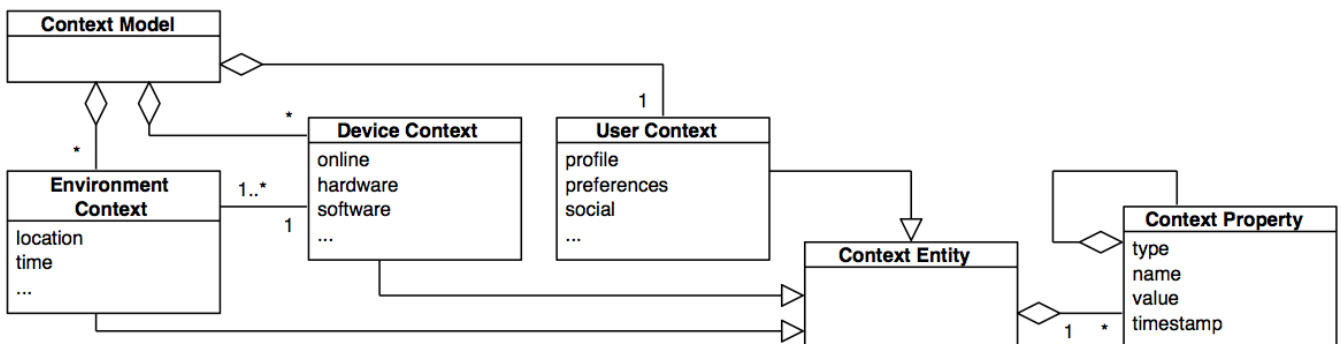 Context Model
1
*
*
Device Context
online
hardware
software
...
User Context
profile
preferences
social
...
Environment
Context
location
time
...
1..*
1
Context Property
type
name
value
timestamp
Context Entity
1
*